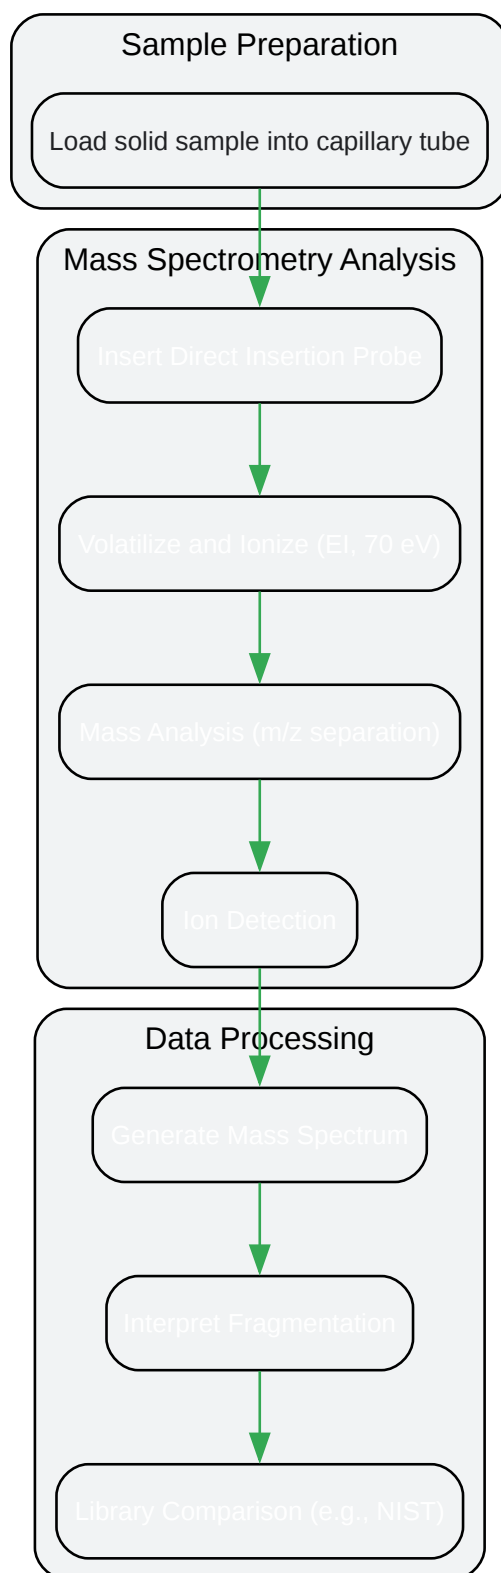 Sample Preparation
Load solid sample into capillary tube
Mass Spectrometry Analysis
Insert Direct Insertion Probe
Volatilize and Ionize (EI, 70 eV)
Mass Analysis (m/z separation)
Ion Detection
Data Processing
Generate Mass Spectrum
Interpret Fragmentation
Library Comparison (e.g., NIST)